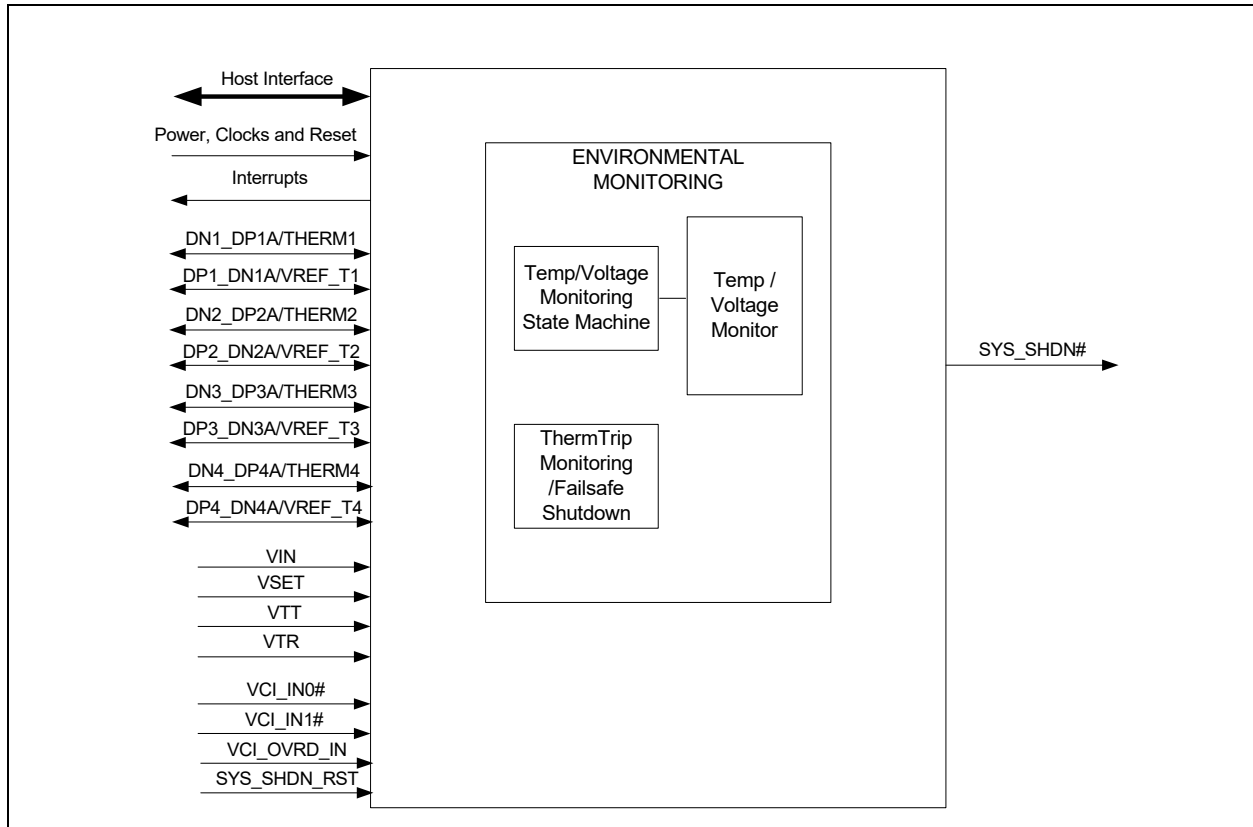 Host Interface
Power, Clocks and Reset
Interrupts
DN1_DP1A/THERM1
DP1_DN1A/VREF_T1
DN2_DP2A/THERM2
DP2_DN2A/VREF_T2
DN3_DP3A/THERM3
DP3_DN3A/VREF_T3
DN4_DP4A/THERM4
DP4_DN4A/VREF_T4
VIN
VSET
VTT
VTR
VCI_IN0#
VCI_IN1#
VCI_OVRD_IN
SYS_SHDN_RST
ENVIRONMENTAL
MONITORING
Temp/Voltage
Monitoring
State Machine
Temp /
Voltage
Monitor
ThermTrip
Monitoring
/Failsafe
Shutdown
SYS_SHDN#